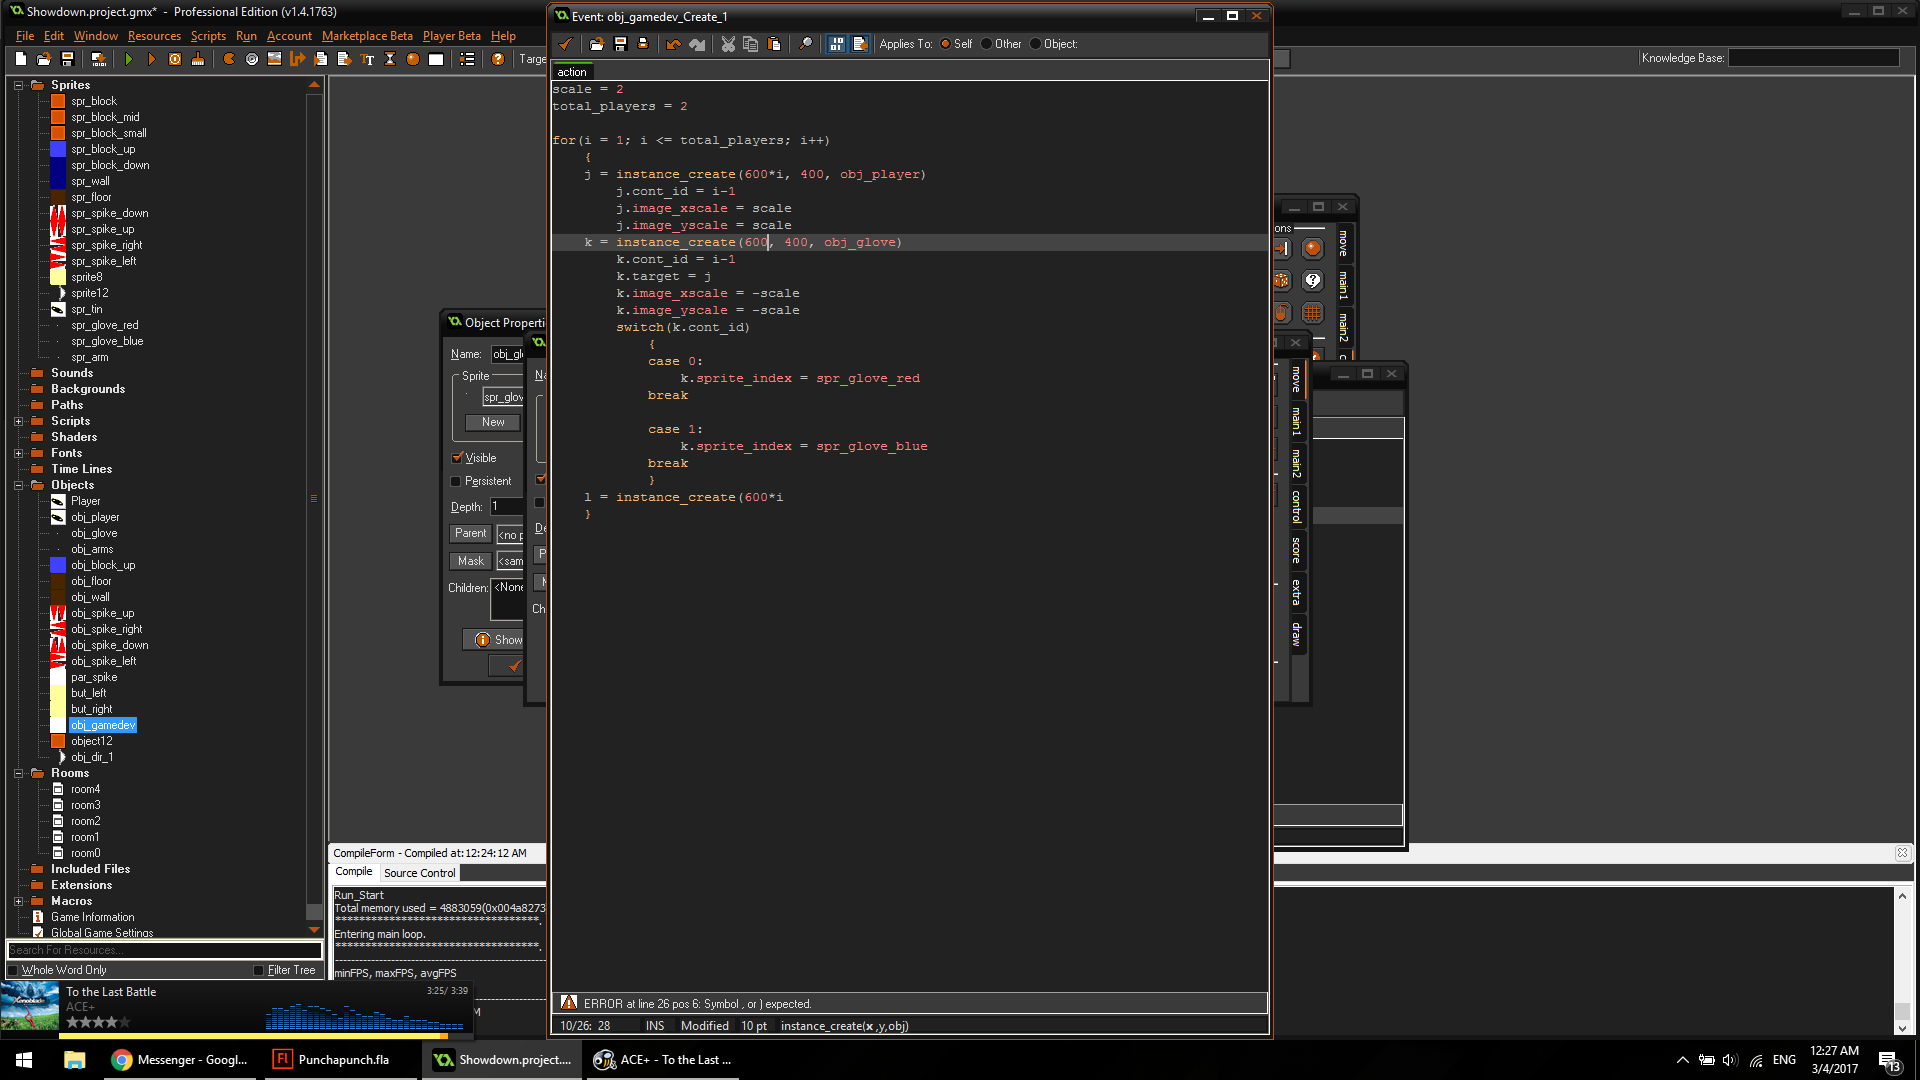 Showdown.project.gmx* - Professional Edition (v1.4.1763)
File Edit Window Resources Scripts Run Account Marketplace Beta Player Beta Help
Knowledge Base:
Sprites
spr_block
spr_block_mid
spr_block_small
spr_block_up
spr_block_down
spr_wall
spr_floor
spr_spike_down
spr_spike_up
spr_spike_right
spr_spike_left
sprite8
sprite12
spr_tin
spr_glove_red
spr_glove_blue
spr_arm
Sounds
Backgrounds
Paths
Scripts
Shaders
Fonts
Time Lines
Objects
Player
obj_player
obj_glove
obj_arms
obj_block_up
obj_floor
obj_wall
obj_spike_up
obj_spike_right
obj_spike_down
obj_spike_left
par_spike
but_left
but_right
obj_gamedev
object12
obj_dir_1
Rooms
room4
room3
room2
room1
room0
Included Files
Extensions
Macros
Game Information
Global Game Settings
Search For Resources...
Whole Word Only
Filter Tree
To the Last Battle
3:25/ 3:39
ACE+
Name:
Sprite
New
Visible
Persistent
Depth: 1
Parent
Mask
Children:
Show
Event: obj_gamedev_Create_1
Applies To: Self Other Object:
action
scale = 2
total_players = 2
for(i = 1; i <= total_players; i++)
{
j = instance_create(600*i, 400, obj_player)
j.cont_id = i-1
j.image_xscale = scale
j.image_yscale = scale
k = instance_create(600, 400, obj_glove)
k.cont_id = i-1
k.target = j
k.image_xscale = -scale
k.image_yscale = -scale
switch(k.cont_id)
{
case 0:
k.sprite_index = spr_glove_red
break
case 1:
k.sprite_index = spr_glove_blue
break
}
l = instance_create(600*i
}
ERROR at line 26 pos 6: Symbol , or ) expected.
10/26: 28 INS Modified 10 pt instance_create(x ,y,obj)
move
main1
main2
move
main1
main2
control
score
extra
draw
CompileForm - Compiled at: 12:24:12 AM
Compile
Source Control
Run_Start
Total memory used = 4883059(0x004a8273
***********************************.
Entering main loop.
***********************************.
minFPS, maxFPS, avgFPS
Messenger - Googl...
Punchapunch.fla
Showdown.project....
ACE+ - To the Last ...
ENG
12:27 AM
3/4/2017
13